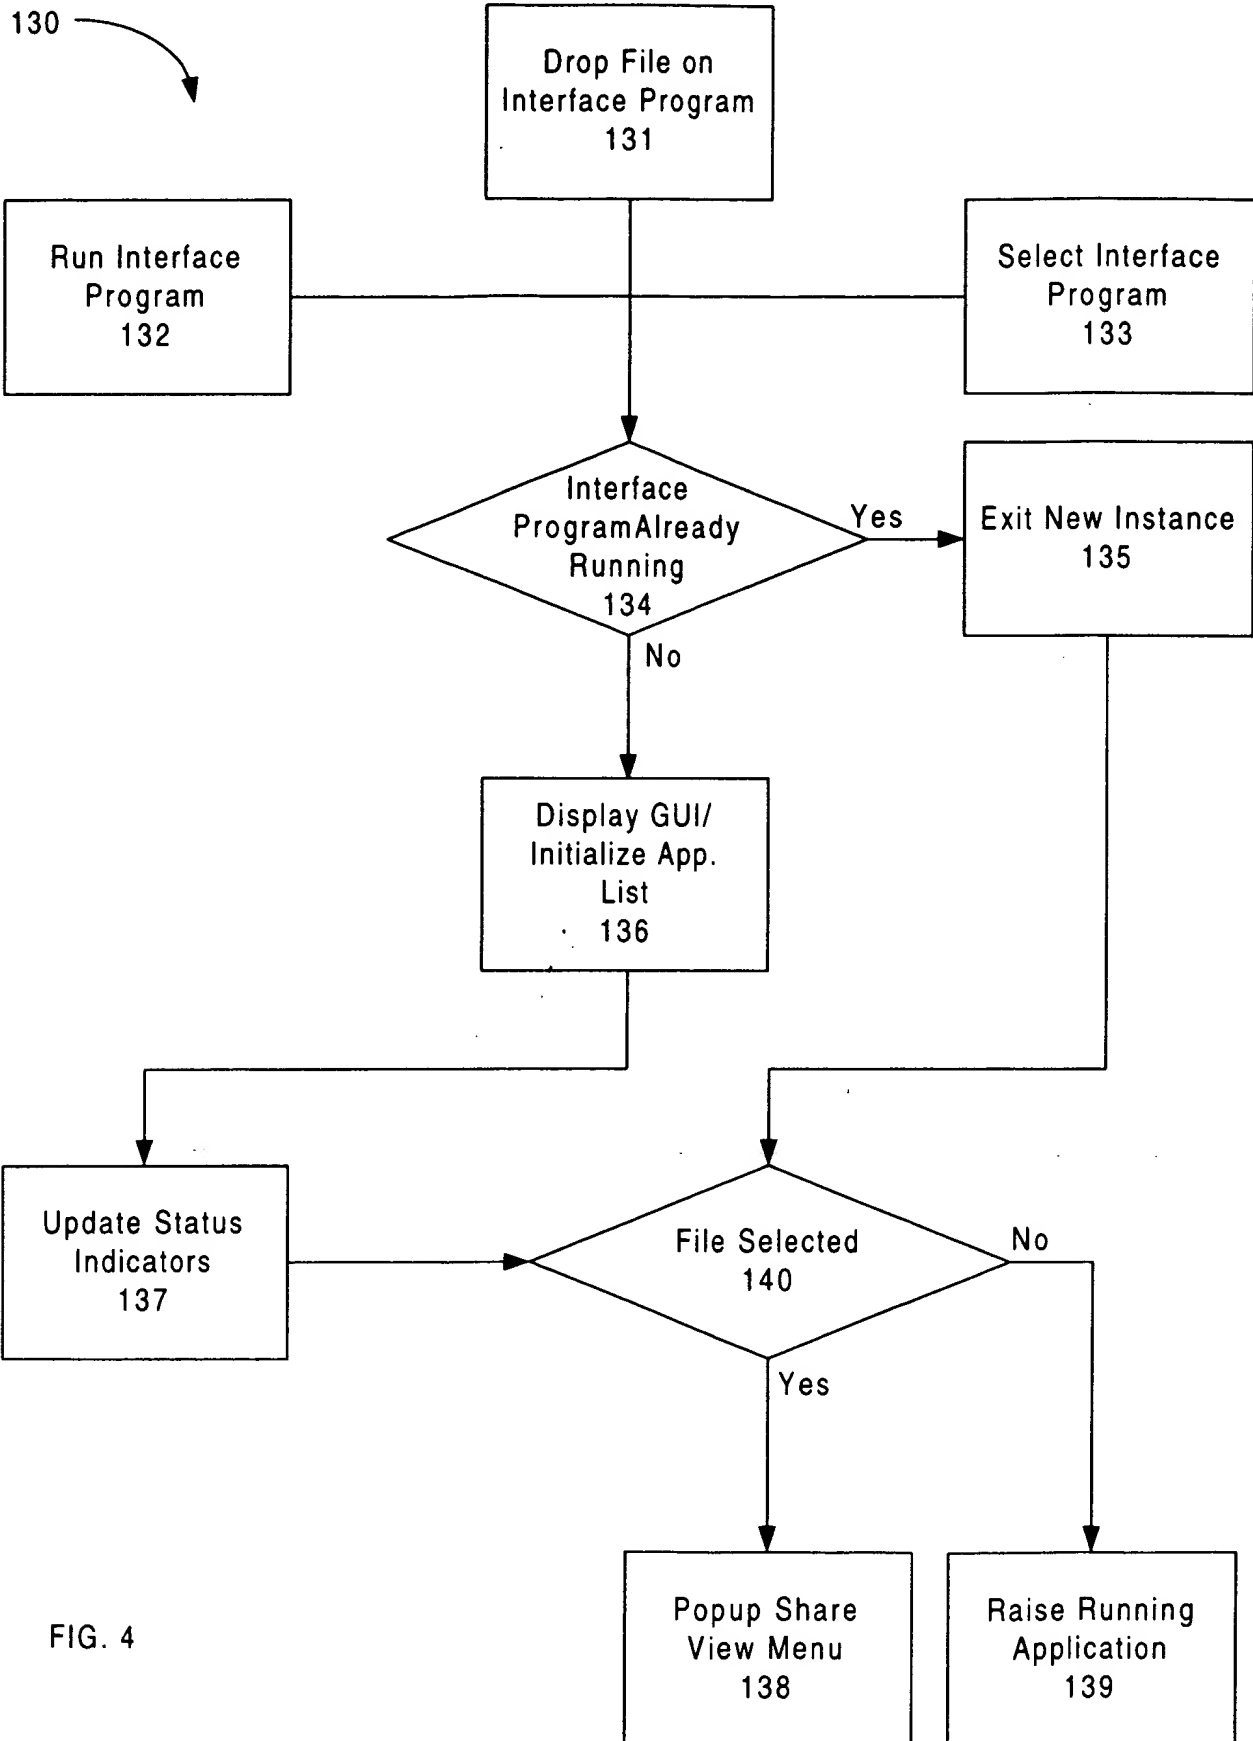 130
Drop File on
Interface Program
131
Run Interface
Program
132
Select Interface
Program
133
Interface
ProgramAlready
Running
134
Yes
Exit New Instance
135
No
Display GUI/
Initialize App.
List
136
Update Status
Indicators
137
File Selected
140
No
Yes
Popup Share
View Menu
138
Raise Running
Application
139
FIG. 4